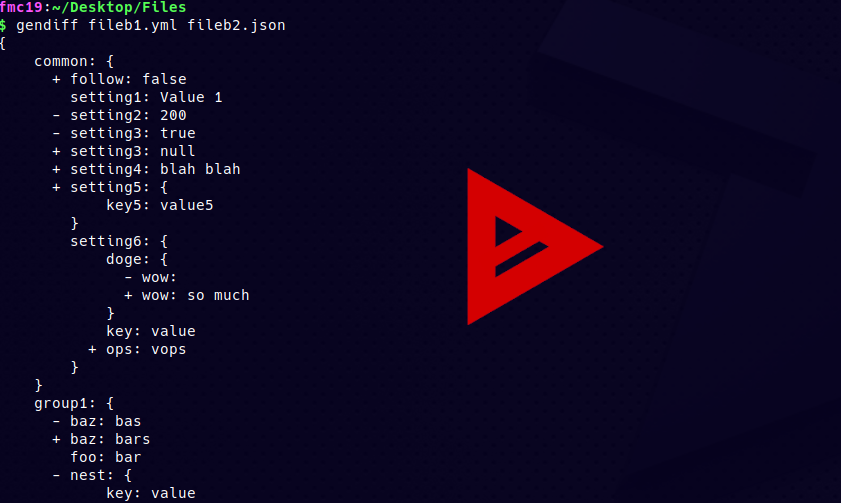 fmc19:~/Desktop/Files
$ gendiff fileb1.yml fileb2.json
{
    common: {
      + follow: false
        setting1: Value 1
      - setting2: 200
      - setting3: true
      + setting3: null
      + setting4: blah blah
      + setting5: {
            key5: value5
        }
        setting6: {
            doge: {
              - wow:
              + wow: so much
            }
            key: value
          + ops: vops
        }
    }
    group1: {
      - baz: bas
      + baz: bars
        foo: bar
      - nest: {
            key: value